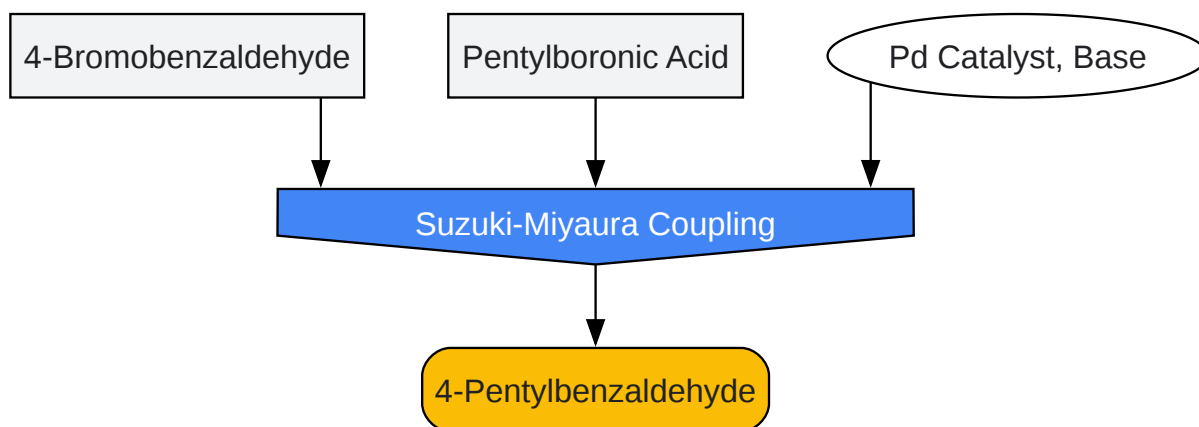 4-Bromobenzaldehyde
Pentylboronic Acid
Pd Catalyst, Base
Suzuki-Miyaura Coupling
4-Pentylbenzaldehyde